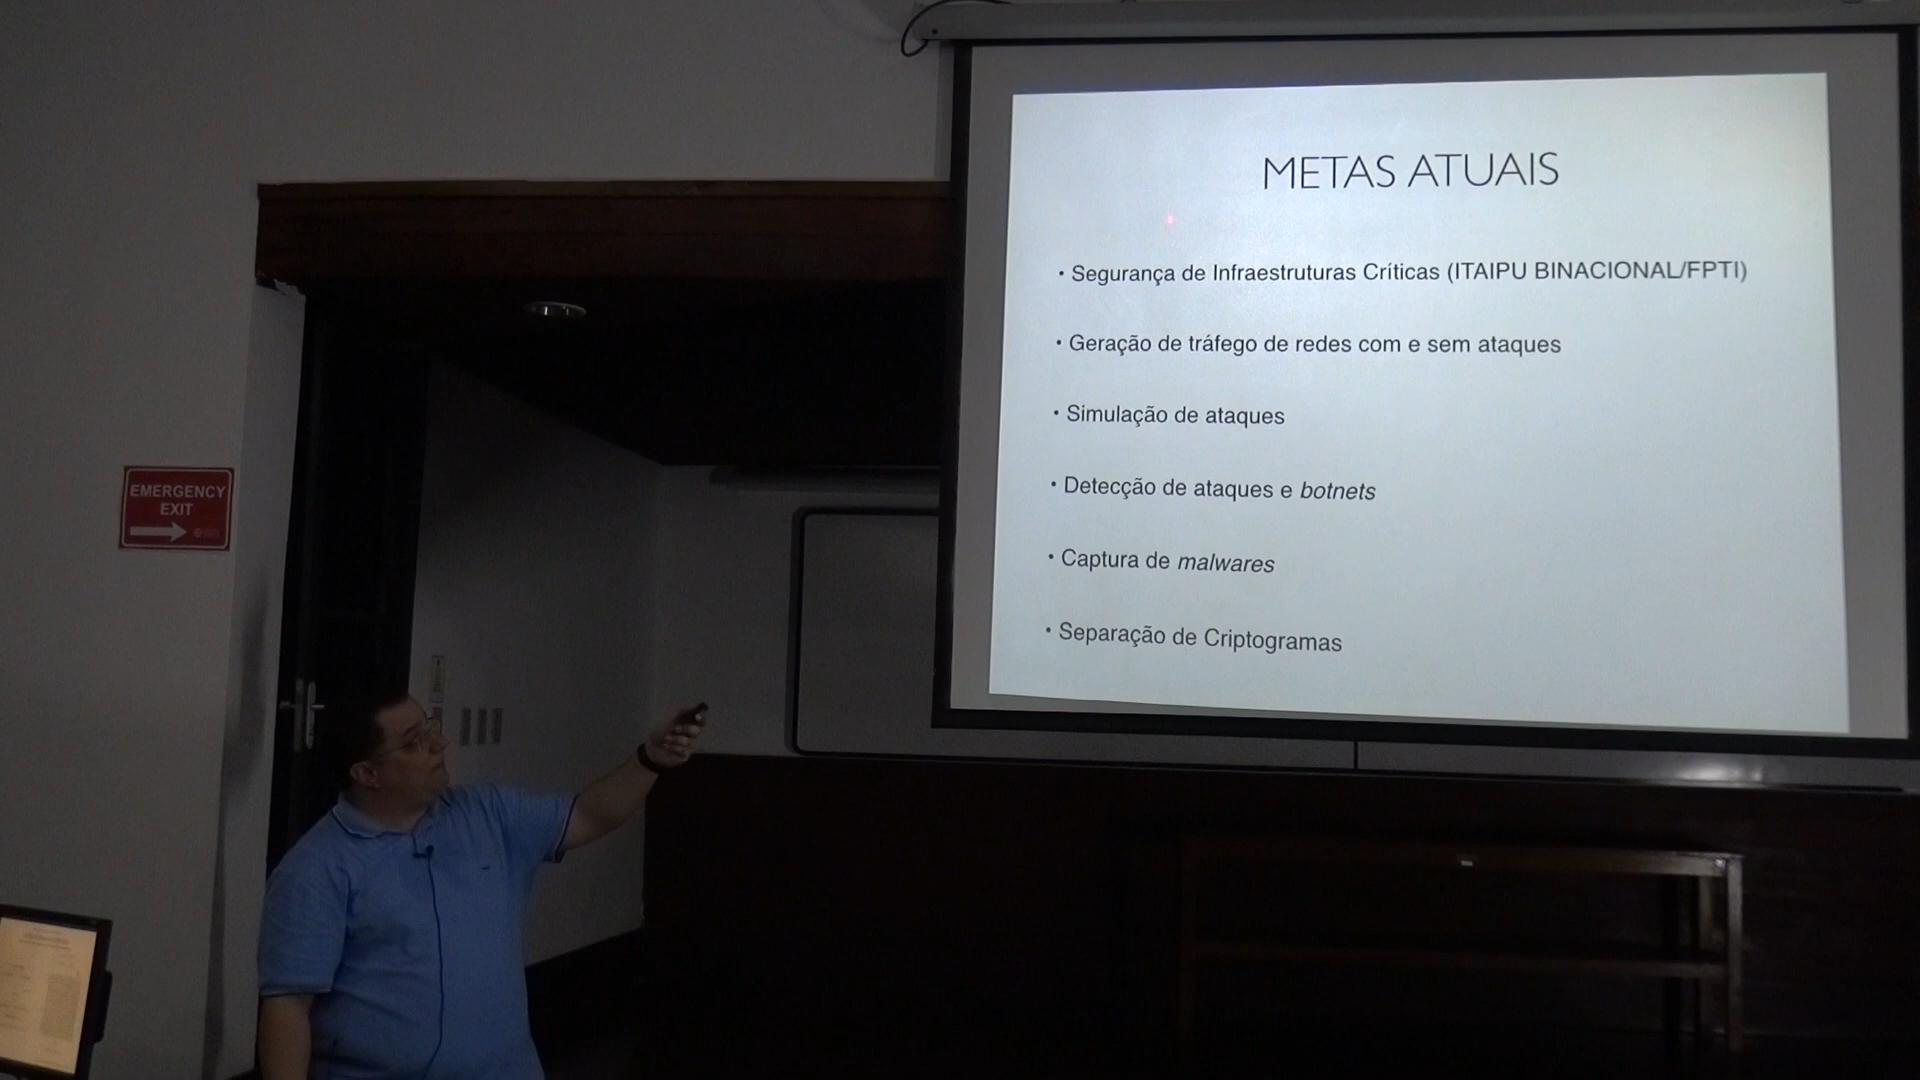 METAS ATUAIS
• Segurança de Infraestruturas Críticas (ITAIPU BINACIONAL/FPTI)
• Geração de tráfego de redes com e sem ataques
• Simulação de ataques
• Detecção de ataques e botnets
• Captura de malwares
• Separação de Criptogramas
EMERGENCY
EXIT